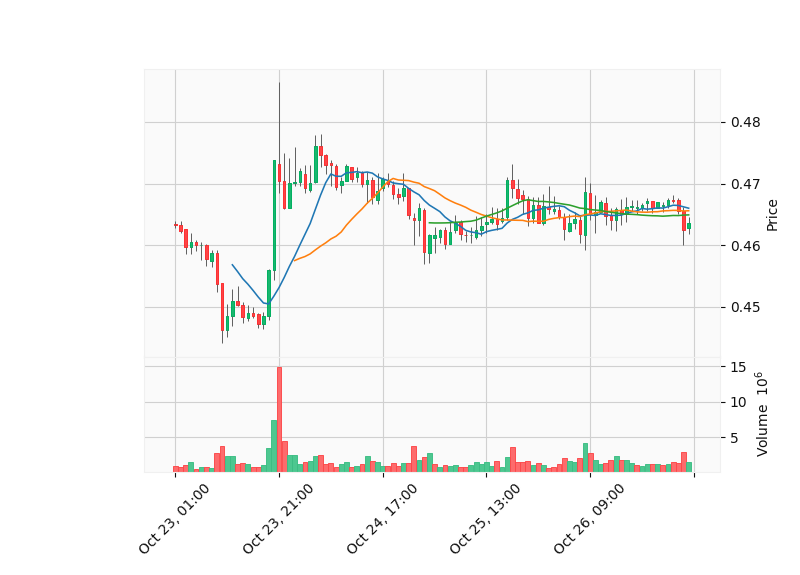 0.48
0.47
0.46
0.45
Price
15
10
5
Volume 10^6
Oct 23, 01:00
Oct 23, 21:00
Oct 24, 17:00
Oct 25, 13:00
Oct 26, 09:00